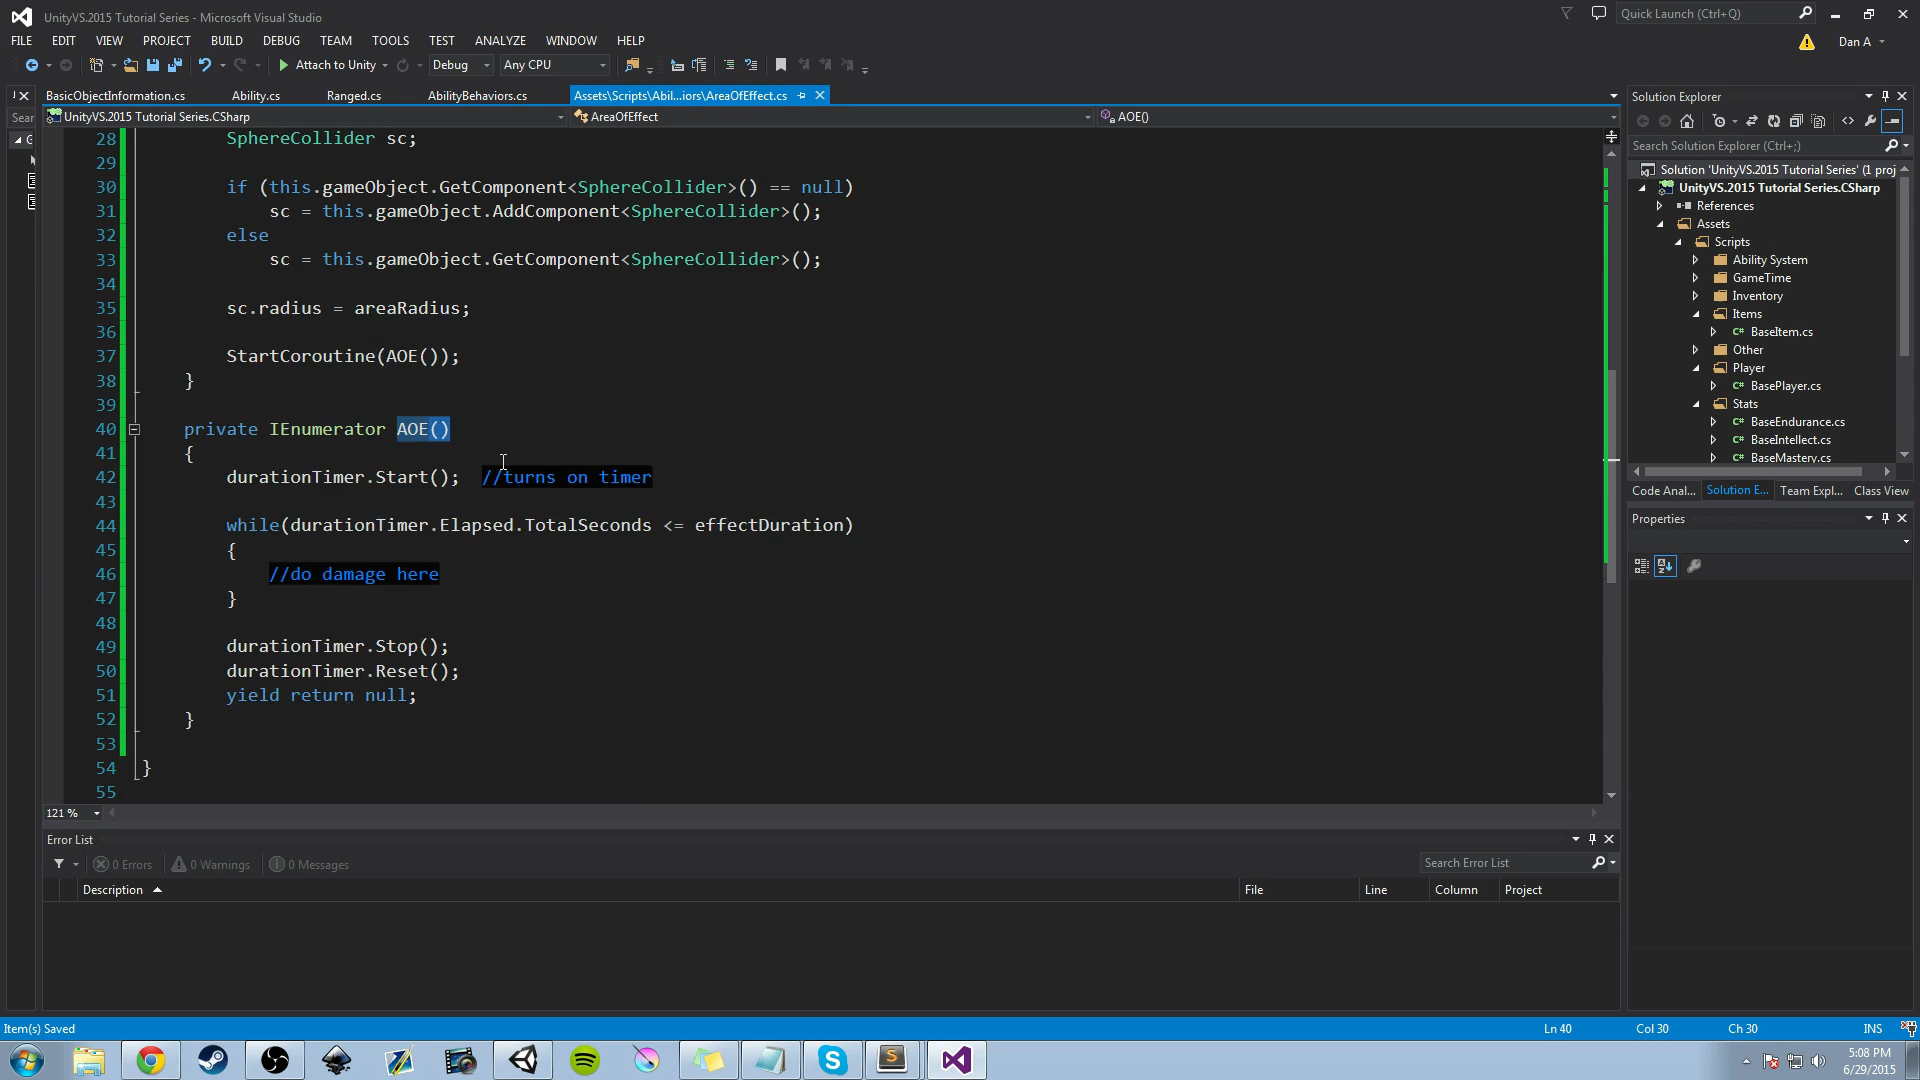 UnityVS.2015 Tutorial Series - Microsoft Visual Studio
Quick Launch (Ctrl+Q)
FILE EDIT VIEW PROJECT BUILD DEBUG TEAM TOOLS TEST ANALYZE WINDOW HELP
Dan A
Attach to Unity Debug Any CPU
BasicObjectInformation.cs Ability.cs Ranged.cs AbilityBehaviors.cs Assets\Scripts\Abil...iors\AreaOfEffect.cs
UnityVS.2015 Tutorial Series.CSharp AreaOfEffect AOE()
28 SphereCollider sc;
29
30 if (this.gameObject.GetComponent<SphereCollider>() == null)
31 sc = this.gameObject.AddComponent<SphereCollider>();
32 else
33 sc = this.gameObject.GetComponent<SphereCollider>();
34
35 sc.radius = areaRadius;
36
37 StartCoroutine(AOE());
38 }
39
40 private IEnumerator AOE()
41 {
42 durationTimer.Start(); //turns on timer
43
44 while(durationTimer.Elapsed.TotalSeconds <= effectDuration)
45 {
46 //do damage here
47 }
48
49 durationTimer.Stop();
50 durationTimer.Reset();
51 yield return null;
52 }
53
54 }
55
121 %
Error List
0 Errors 0 Warnings 0 Messages
Search Error List
Description File Line Column Project
Solution Explorer
Search Solution Explorer (Ctrl+;)
Solution 'UnityVS.2015 Tutorial Series' (1 proj
UnityVS.2015 Tutorial Series.CSharp
References
Assets
Scripts
Ability System
GameTime
Inventory
Items
C# BaseItem.cs
Other
Player
C# BasePlayer.cs
Stats
C# BaseEndurance.cs
C# BaseIntellect.cs
C# BaseMastery.cs
Code Anal... Solution E... Team Expl... Class View
Properties
Item(s) Saved Ln 40 Col 30 Ch 30 INS
5:08 PM
6/29/2015